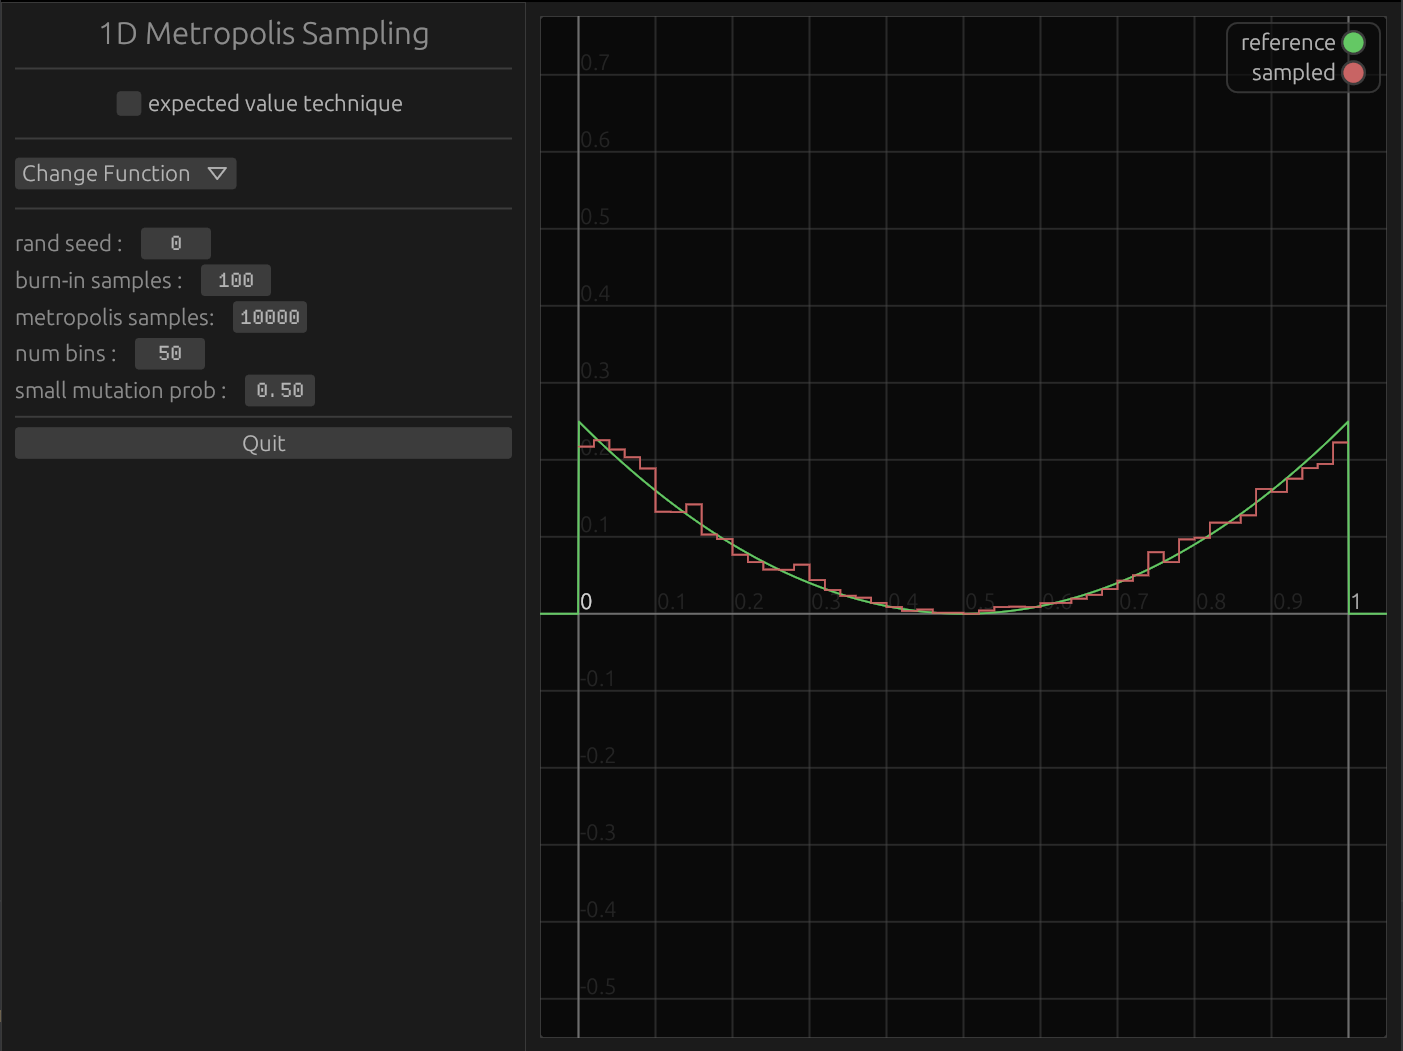 1D Metropolis Sampling
expected value technique
Change Function
rand seed : 0
burn-in samples : 100
metropolis samples: 10000
num bins : 50
small mutation prob : 0.50
Quit
reference
sampled
0.7
0.6
0.5
0.4
0.3
0.2
0.1
0 0.1 0.2 0.3 0.4 0.5 0.6 0.7 0.8 0.9 1
-0.1
-0.2
-0.3
-0.4
-0.5